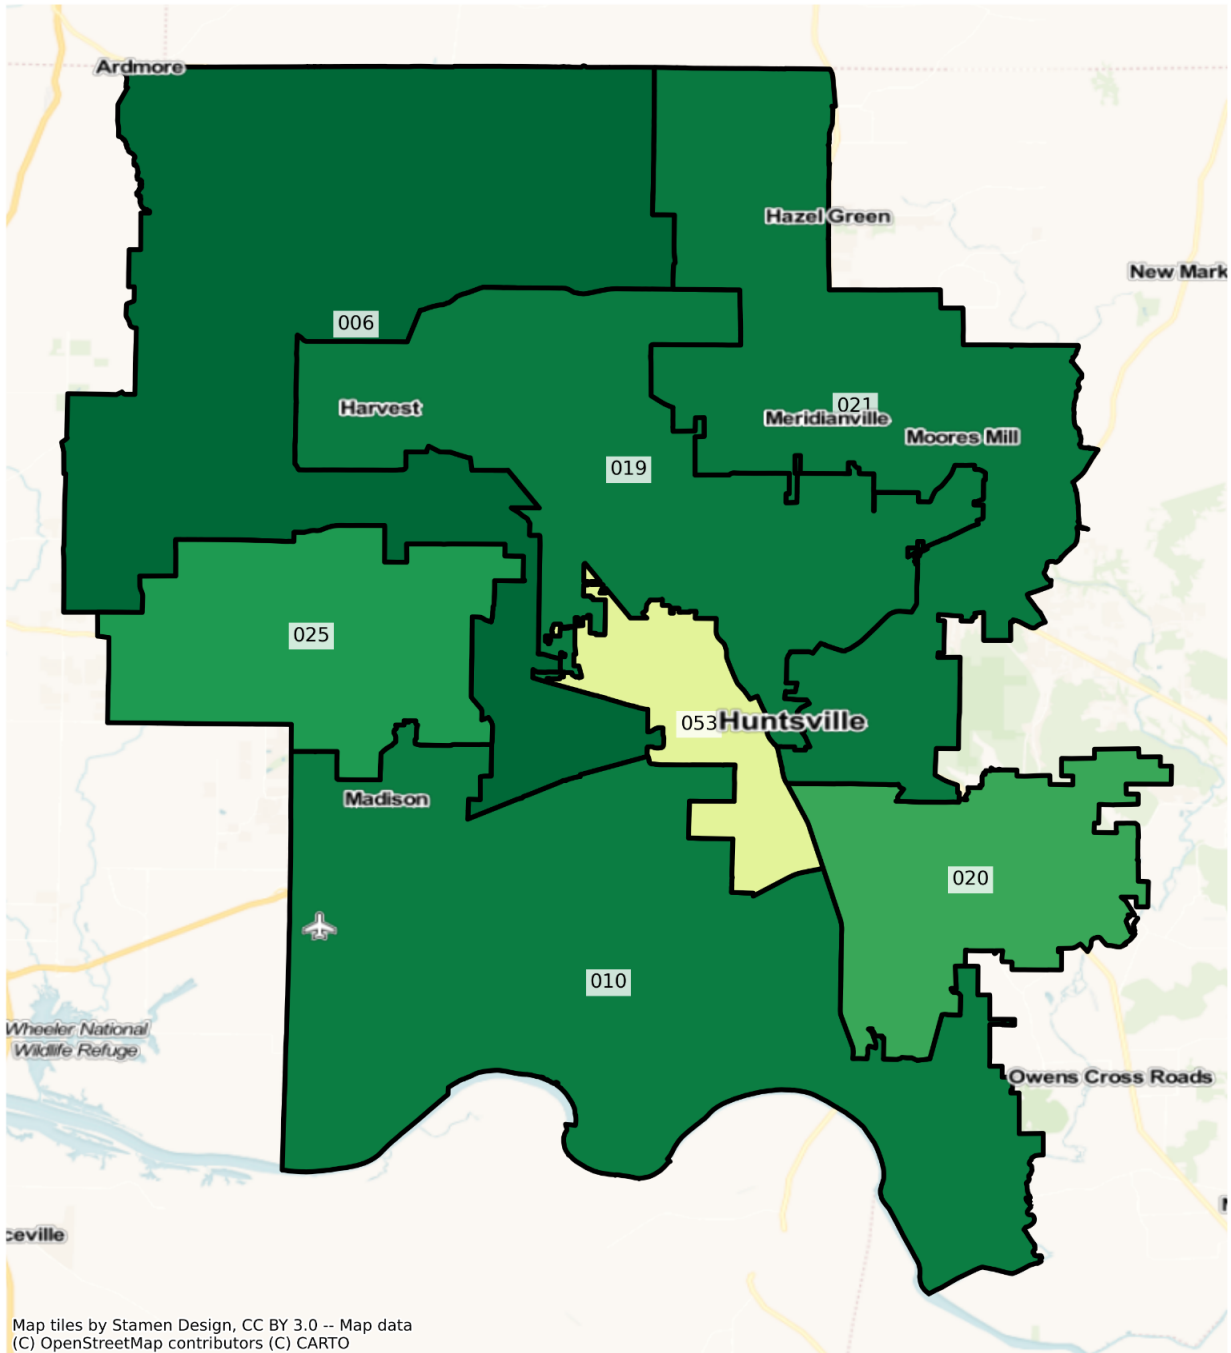 Ardmore
Hazel Green
New Mark
006
Harvest
021
Meridianville
Moores Mill
019
025
053
Huntsville
Madison
020
010
Wheeler National
Wildlife Refuge
Owens Cross Roads
ceville
Map tiles by Stamen Design, CC BY 3.0 -- Map data
(C) OpenStreetMap contributors (C) CARTO